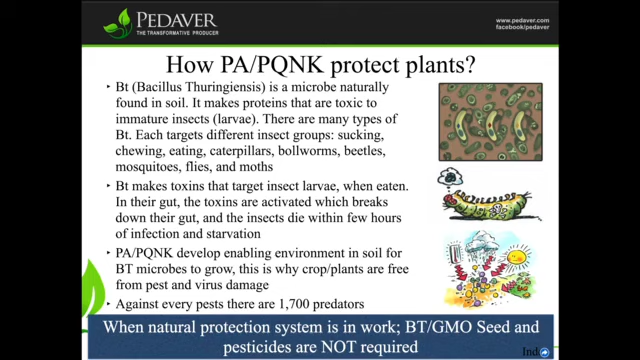 PEDAVER
THE TRANSFORMATIVE PRODUCER
www.pedaver.com
facebook/pedaver
How PA/PQNK protect plants?
Bt (Bacillus Thuringiensis) is a microbe naturally
found in soil. It makes proteins that are toxic to
immature insects (larvae). There are many types of
Bt. Each targets different insect groups: sucking,
chewing, eating, caterpillars, bollworms, beetles,
mosquitoes, flies, and moths
Bt makes toxins that target insect larvae, when eaten.
In their gut, the toxins are activated which breaks
down their gut, and the insects die within few hours
of infection and starvation
PA/PQNK develop enabling environment in soil for
BT microbes to grow, this is why crop/plants are free
from pest and virus damage
Against every pests there are 1,700 predators
When natural protection system is in work; BT/GMO Seed and
pesticides are NOT required